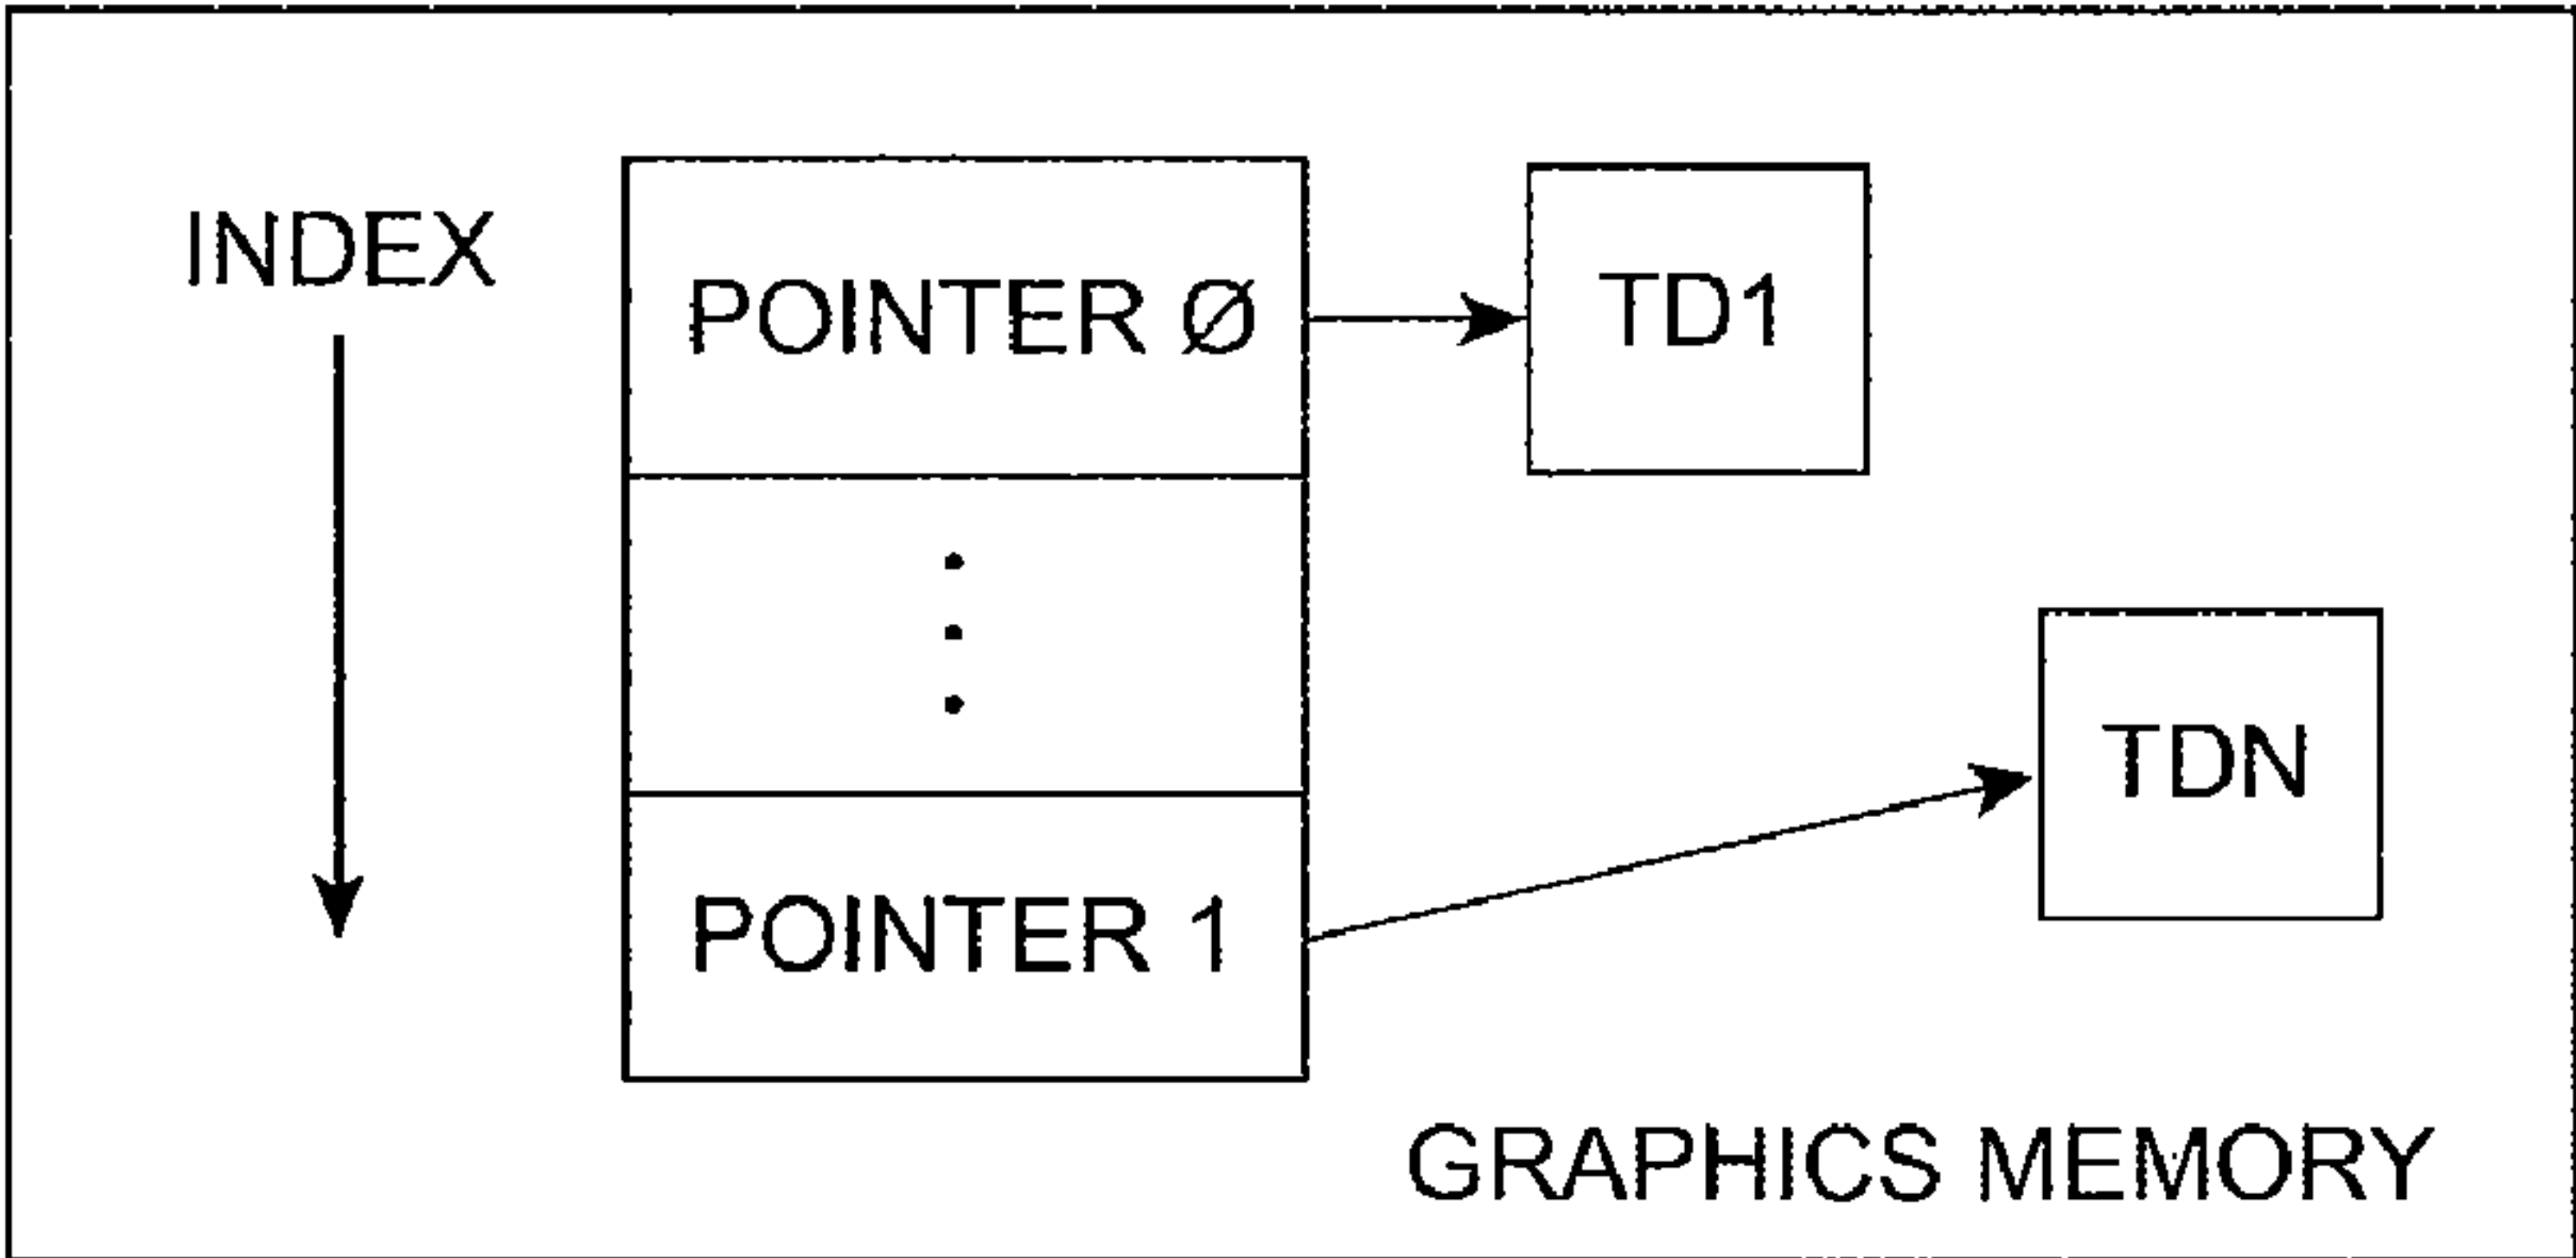 INDEX
POINTER Ø
TD1
TDN
POINTER 1
GRAPHICS MEMORY